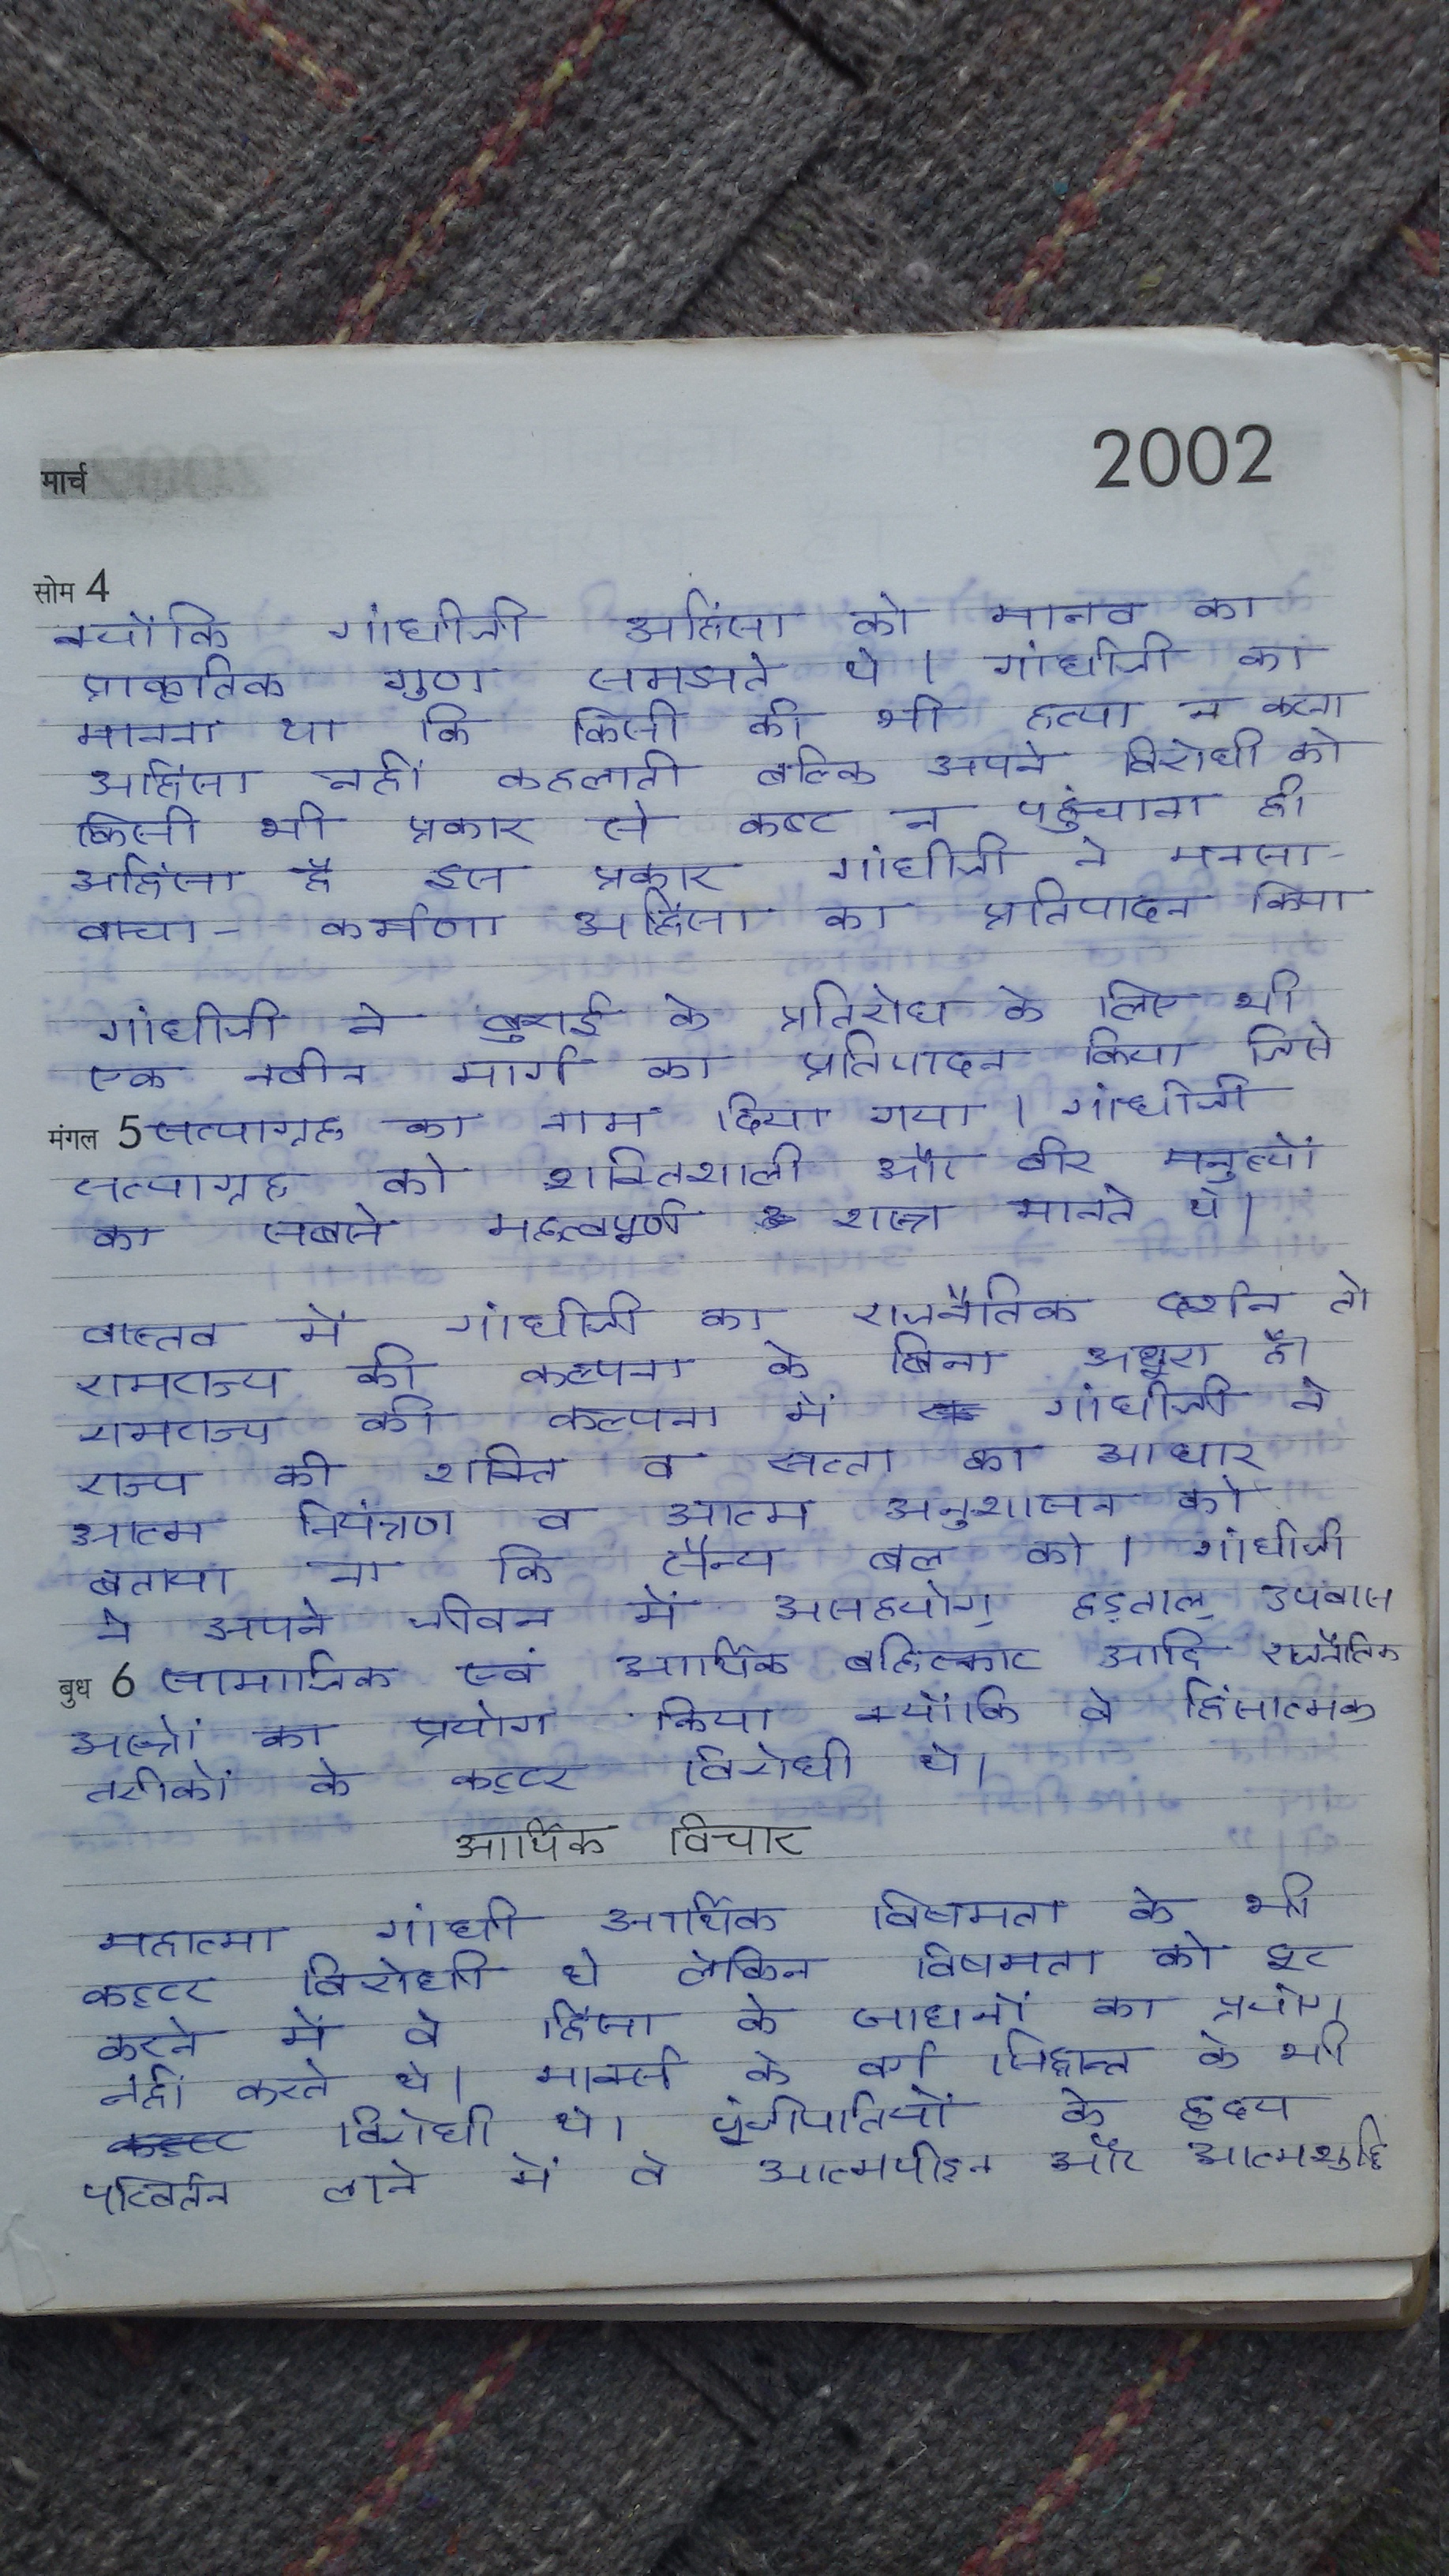 2002
मार्च
सोम 4
क्योंकि गांधीजी अहिंसा को मानव का
प्राकृतिक गुण समझते थे। गांधीजी का
मानना था कि किसी की भी हत्या न करना
अहिंसा नहीं कहलाती बल्कि अपने विरोधी को
किसी भी प्रकार से कष्ट न पहुंचाना ही
अहिंसा है इस प्रकार गांधीजी ने मनसा-
वाचा- कर्मणा अहिंसा का प्रतिपादन किया
गांधीजी ने बुराई के प्रतिरोध के लिए भी
एक नवीन मार्ग का प्रतिपादन किया जिसे
मंगल 5 सत्याग्रह का नाम दिया गया। गांधीजी
सत्याग्रह को शक्तिशाली और वीर मनुष्यों
का सबसे महत्वपूर्ण शस्त्र मानते थे।
वास्तव में गांधीजी का राजनैतिक दर्शन तो
रामराज्य की कल्पना के बिना अधूरा है।
रामराज्य की कल्पना में गांधीजी ने
राज्य की शक्ति व सत्ता का आधार
आत्म नियंत्रण व आत्म अनुशासन को
बताया ना कि सैन्य बल को। गांधीजी
ने अपने जीवन में असहयोग, हड़ताल, उपवास
बुध 6 सामाजिक एवं आर्थिक बहिष्कार आदि राजनैतिक
अस्त्रों का प्रयोग किया क्योंकि वे हिंसात्मक
तरीकों के कट्टर विरोधी थे।
आर्थिक विचार
महात्मा गांधी आर्थिक विषमता के भी
कट्टर विरोधी थे लेकिन विषमता को दूर
करने में वे हिंसा के साधनों का प्रयोग
नहीं करते थे। मार्क्स के वर्ग सिद्धान्त के भी
विरोधी थे। पूंजीपतियों के हृदय
परिवर्तन लाने में वे आत्मपीड़न और आत्मशुद्धि